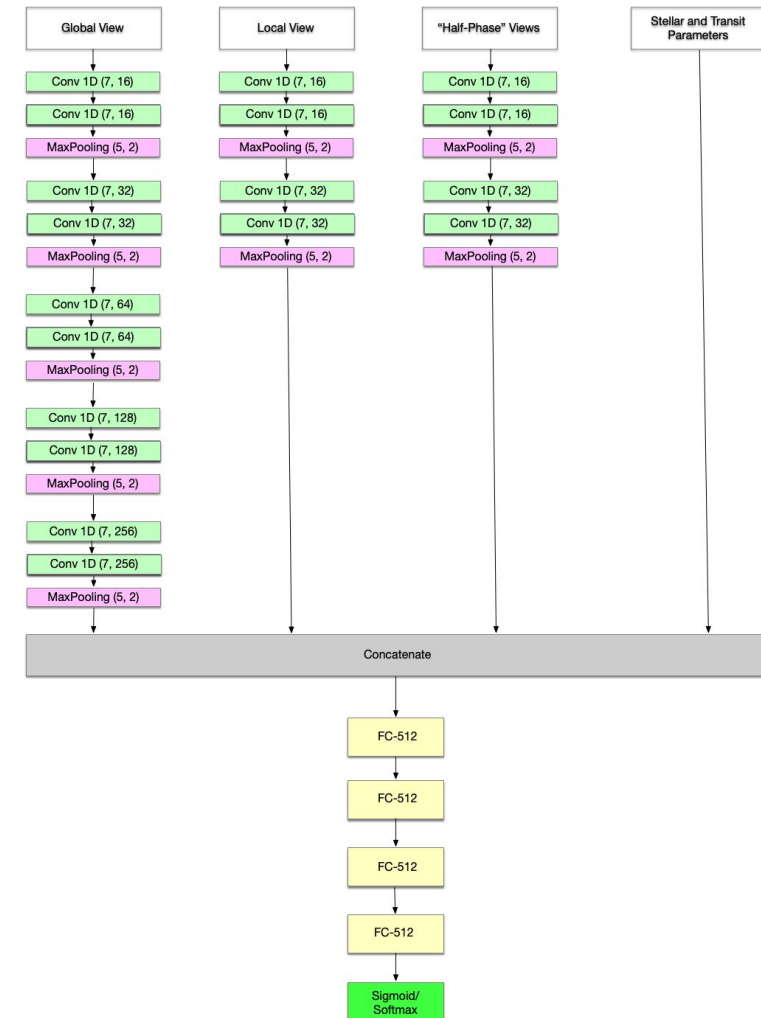 Global View
Local View
“Half-Phase” Views
Stellar and Transit
Parameters
Conv 1D (7, 16)
Conv 1D (7, 16)
MaxPooling (5, 2)
Conv 1D (7, 32)
Conv 1D (7, 32)
MaxPooling (5, 2)
Conv 1D (7, 64)
Conv 1D (7, 64)
MaxPooling (5, 2)
Conv 1D (7, 128)
Conv 1D (7, 128)
MaxPooling (5, 2)
Conv 1D (7, 256)
Conv 1D (7, 256)
MaxPooling (5, 2)
Conv 1D (7, 16)
Conv 1D (7, 16)
MaxPooling (5, 2)
Conv 1D (7, 32)
Conv 1D (7, 32)
MaxPooling (5, 2)
Conv 1D (7, 16)
Conv 1D (7, 16)
MaxPooling (5, 2)
Conv 1D (7, 32)
Conv 1D (7, 32)
MaxPooling (5, 2)
Concatenate
FC-512
FC-512
FC-512
FC-512
Sigmoid/
Softmax